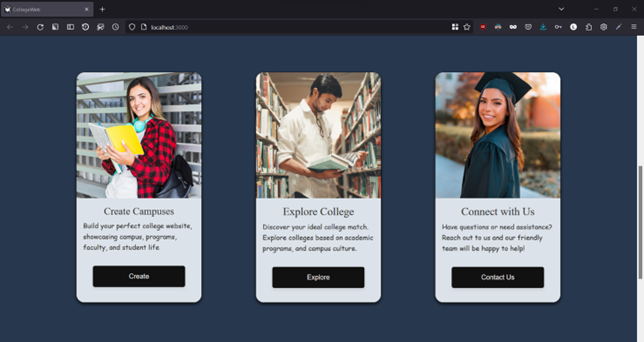 CollegeWeb
localhost:3000
Create Campuses
Build your perfect college website,
showcasing campus, programs,
faculty, and student life
Create
Explore College
Discover your ideal college match.
Explore colleges based on academic
programs, and campus culture.
Explore
Connect with Us
Have questions or need assistance?
Reach out to us and our friendly
team will be happy to help!
Contact Us